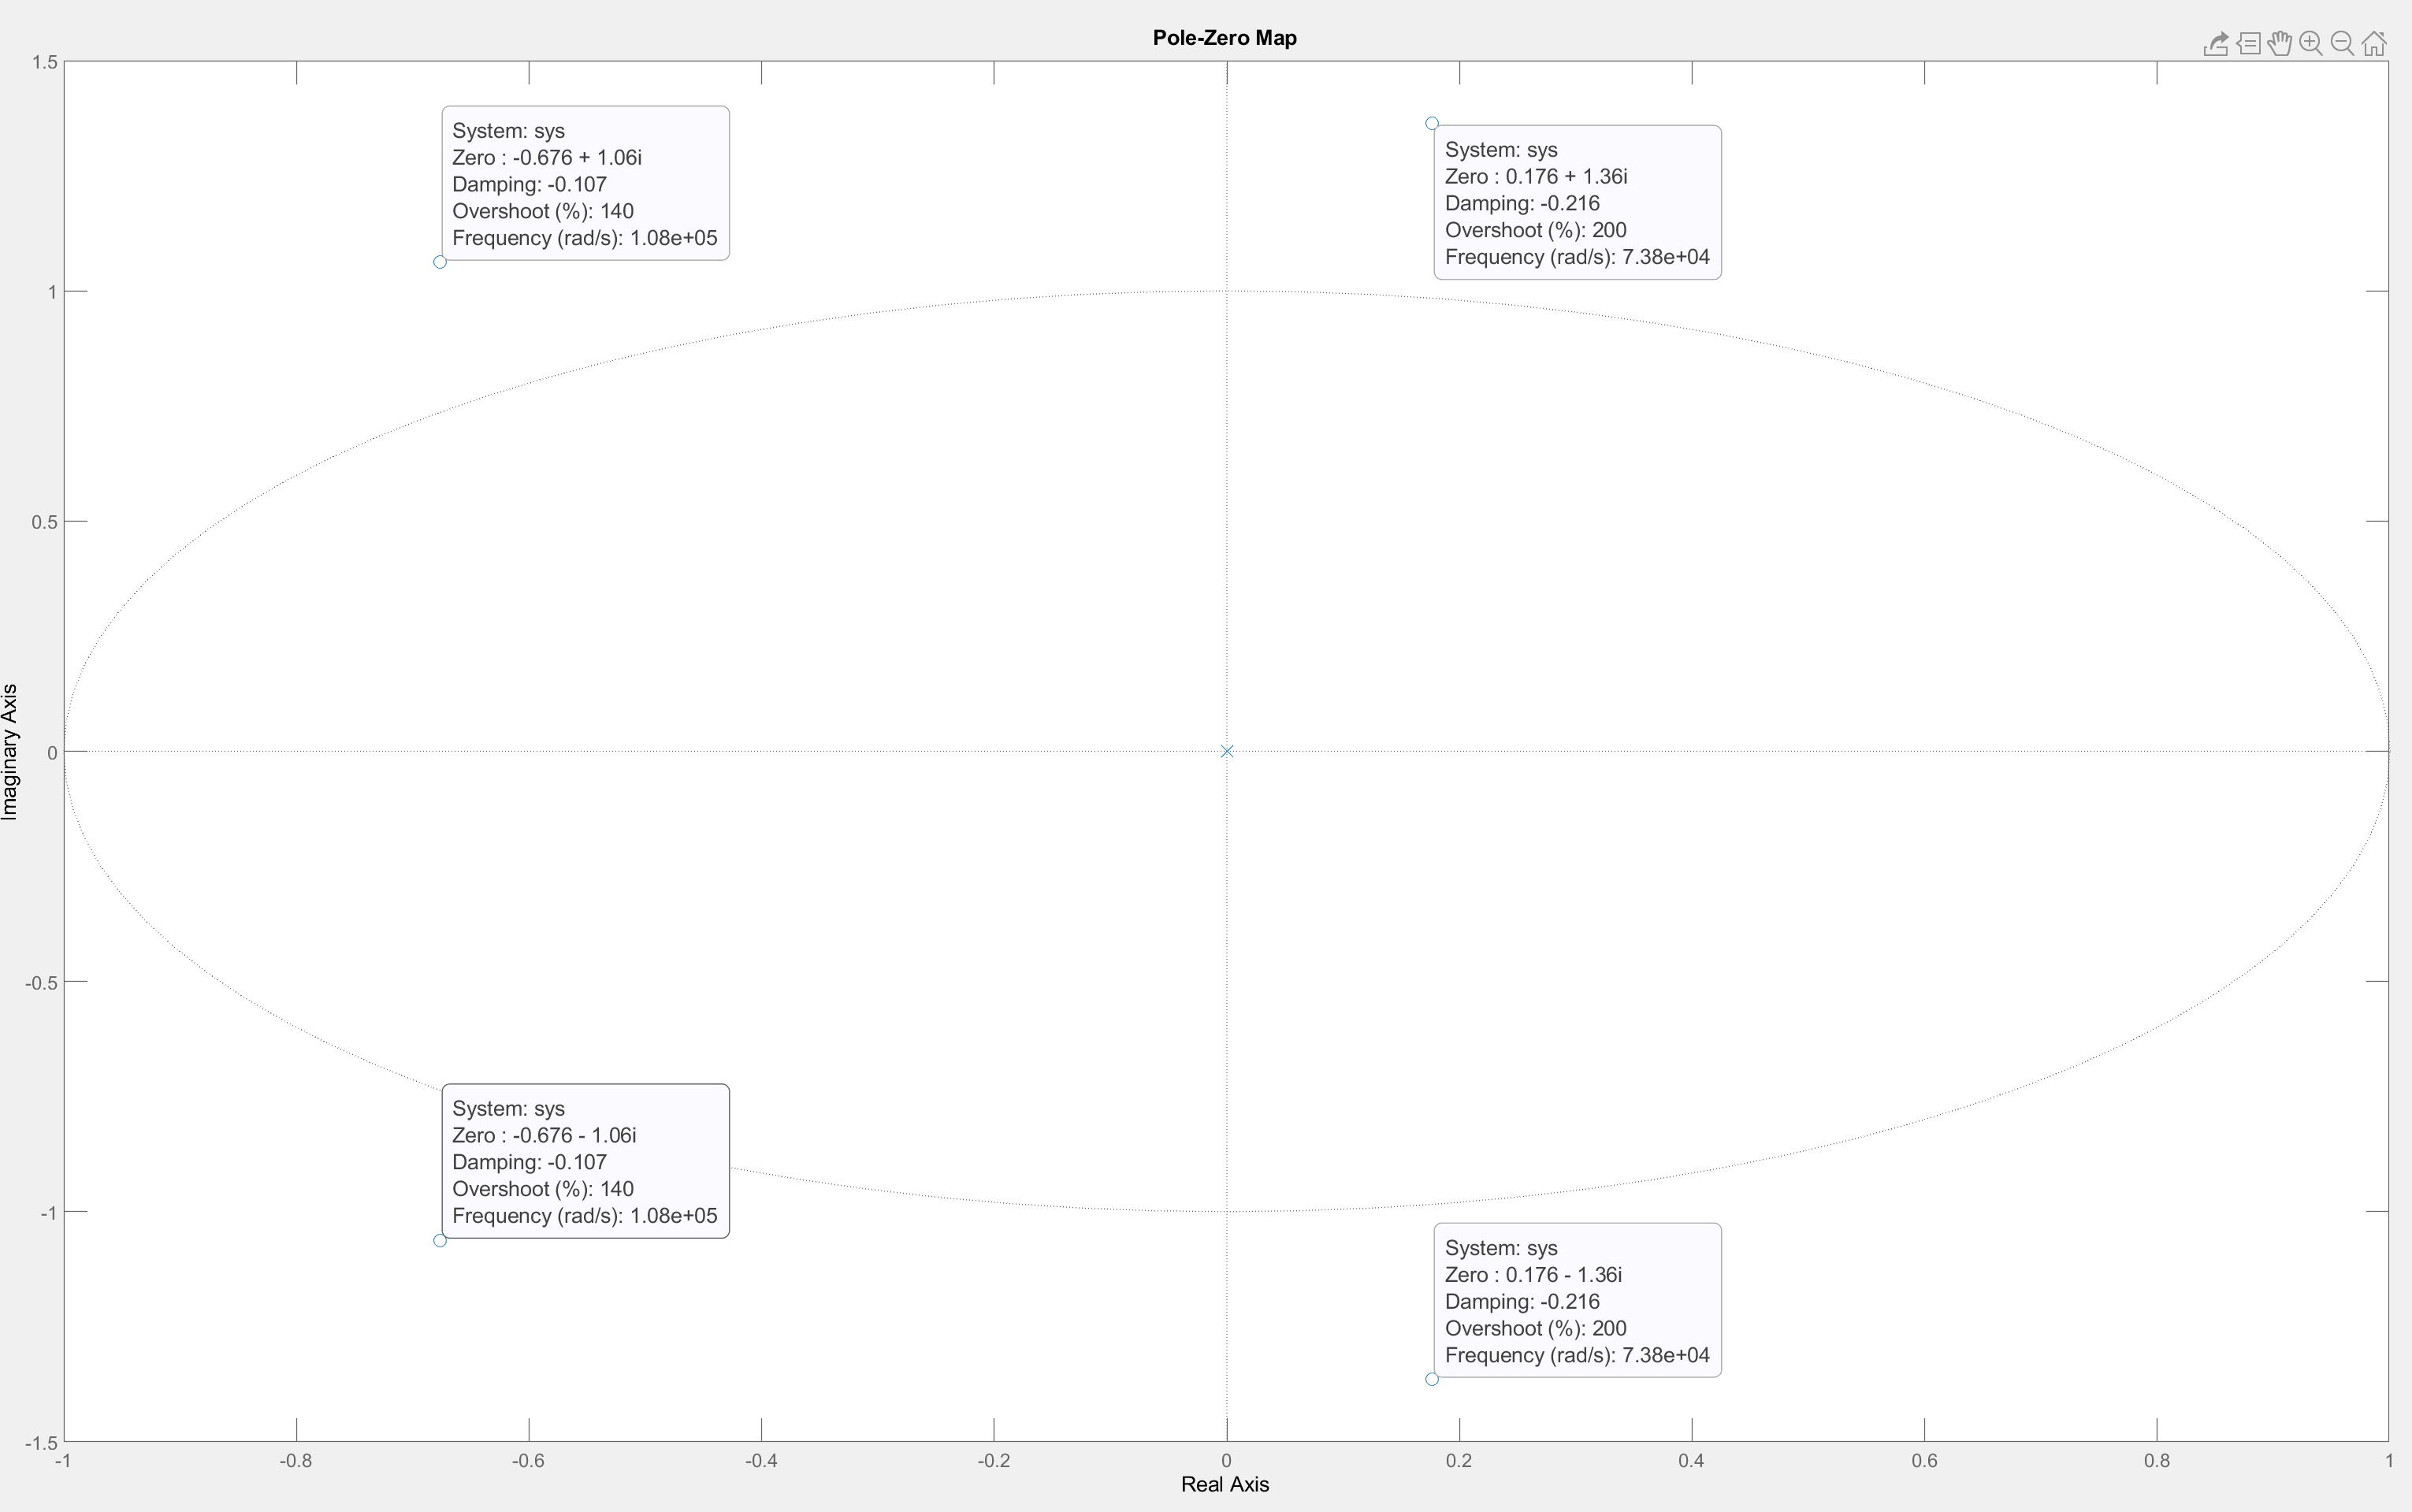 Pole-Zero Map
1.5
1
0.5
0
-0.5
-1
-1.5
Imaginary Axis
System: sys
Zero : -0.676 + 1.06i
Damping: -0.107
Overshoot (%): 140
Frequency (rad/s): 1.08e+05
System: sys
Zero : 0.176 + 1.36i
Damping: -0.216
Overshoot (%): 200
Frequency (rad/s): 7.38e+04
System: sys
Zero : -0.676 - 1.06i
Damping: -0.107
Overshoot (%): 140
Frequency (rad/s): 1.08e+05
System: sys
Zero : 0.176 - 1.36i
Damping: -0.216
Overshoot (%): 200
Frequency (rad/s): 7.38e+04
-1 -0.8 -0.6 -0.4 -0.2 0 0.2 0.4 0.6 0.8 1
Real Axis